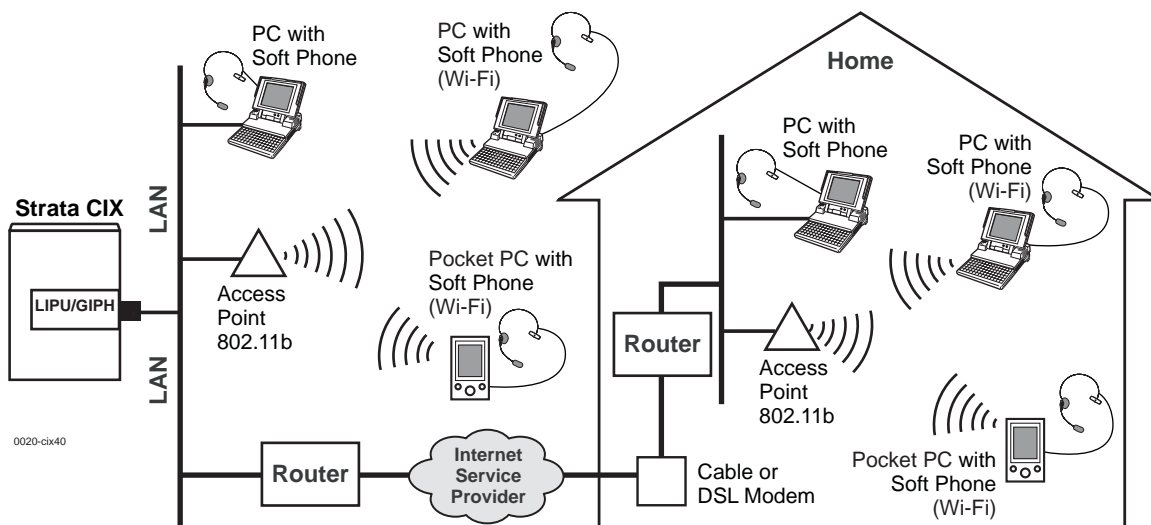 PC with
Soft Phone
PC with
Soft Phone
(Wi-Fi)
Home
PC with
Soft Phone
PC with
Soft Phone
(Wi-Fi)
LAN
Strata CIX
LIPU/GIPH
Access
Point
802.11b
Pocket PC with
Soft Phone
(Wi-Fi)
Router
Access
Point
802.11b
LAN
0020-cix40
Router
Internet
Service
Provider
Cable or
DSL Modem
Pocket PC with
Soft Phone
(Wi-Fi)